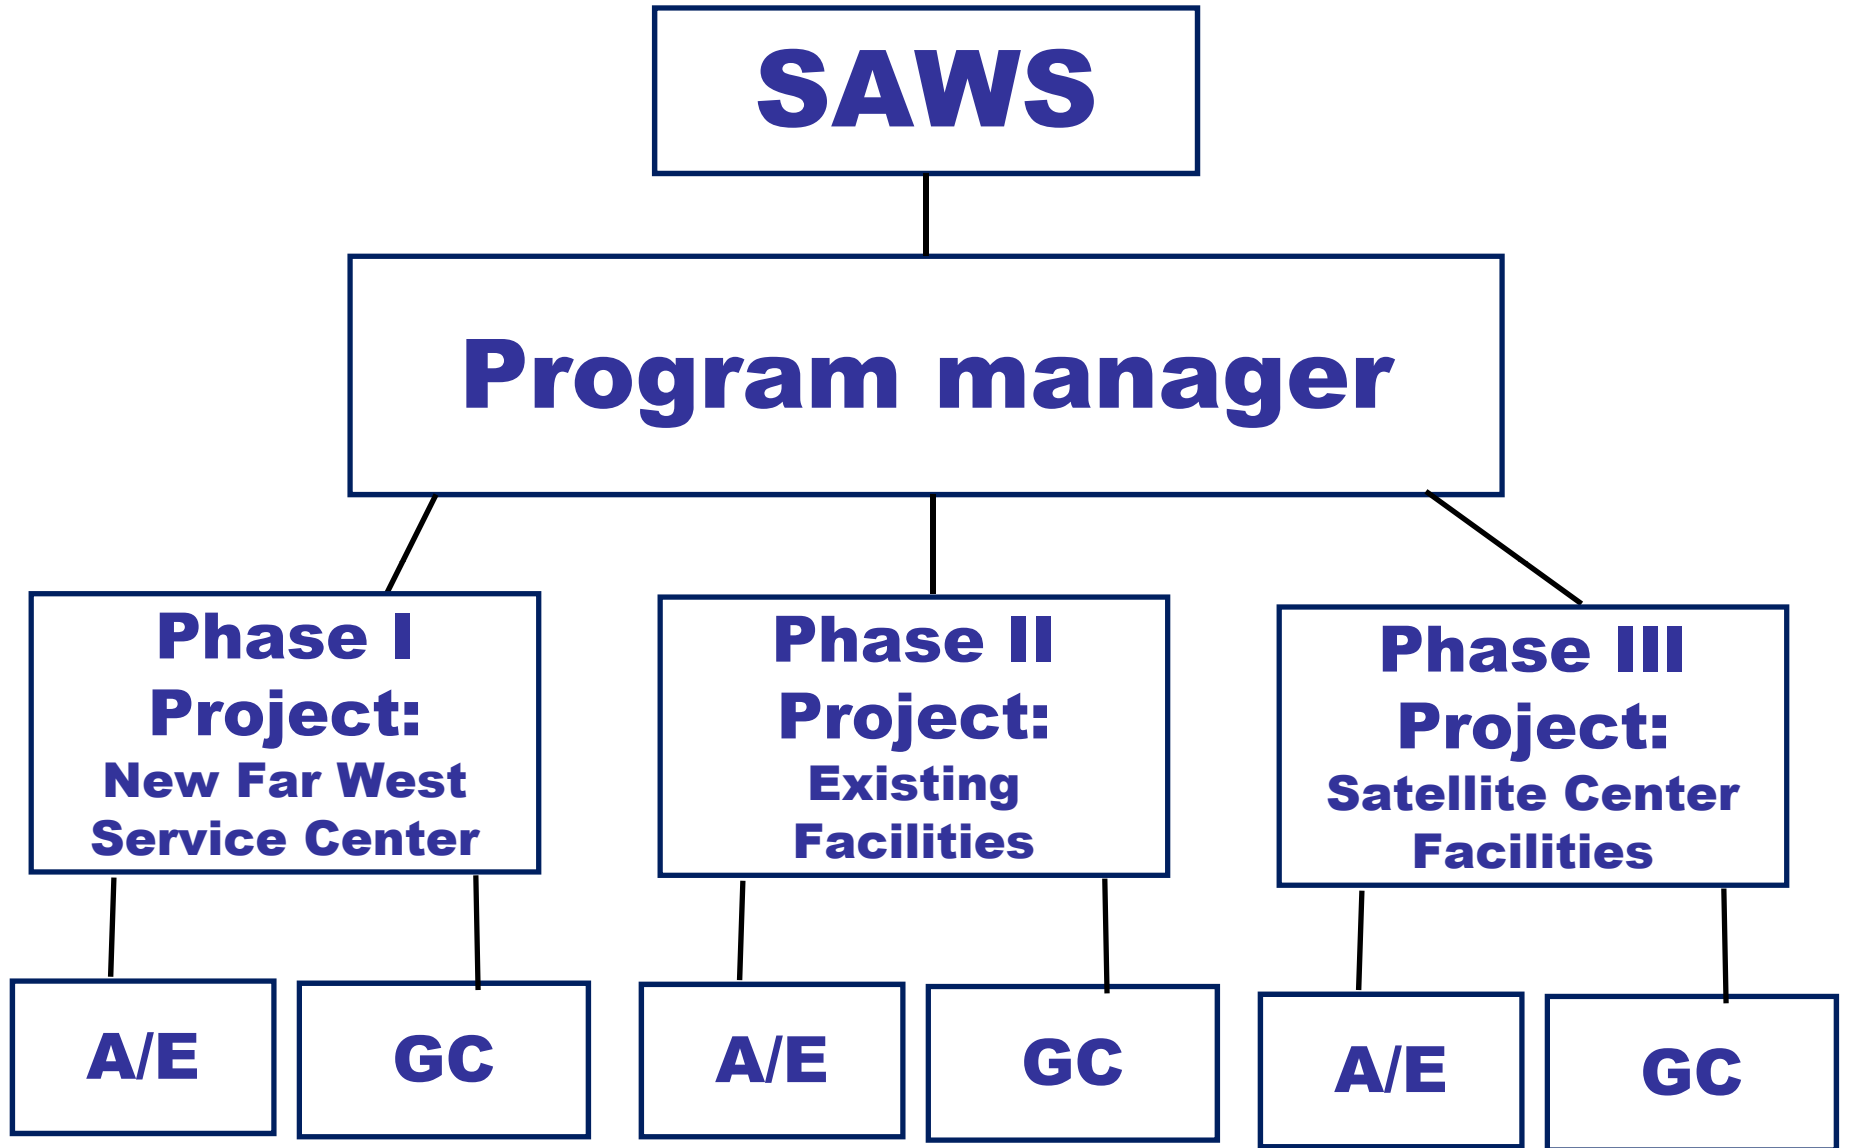 SAWS
Program manager
Phase I
Project:
New Far West
Service Center
Phase II
Project:
Existing
Facilities
Phase III
Project:
Satellite Center
Facilities
A/E
GC
A/E
GC
A/E
GC